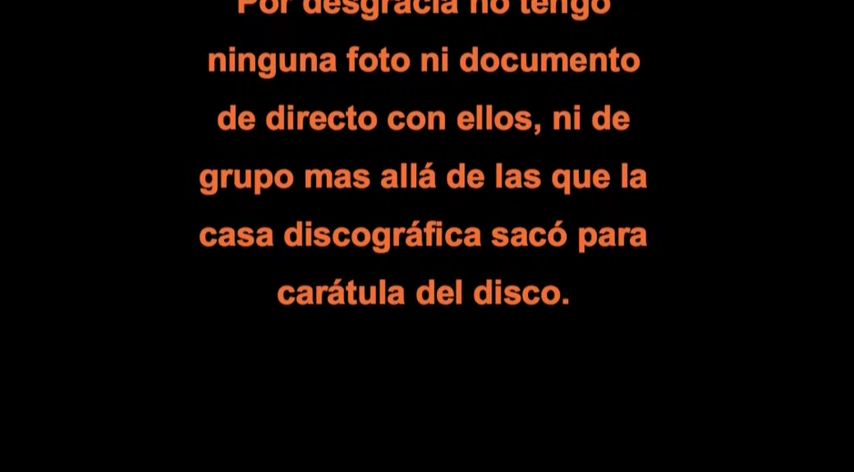 Por desgracia no tengo
ninguna foto ni documento
de directo con ellos, ni de
grupo mas allá de las que la
casa discográfica sacó para
carátula del disco.